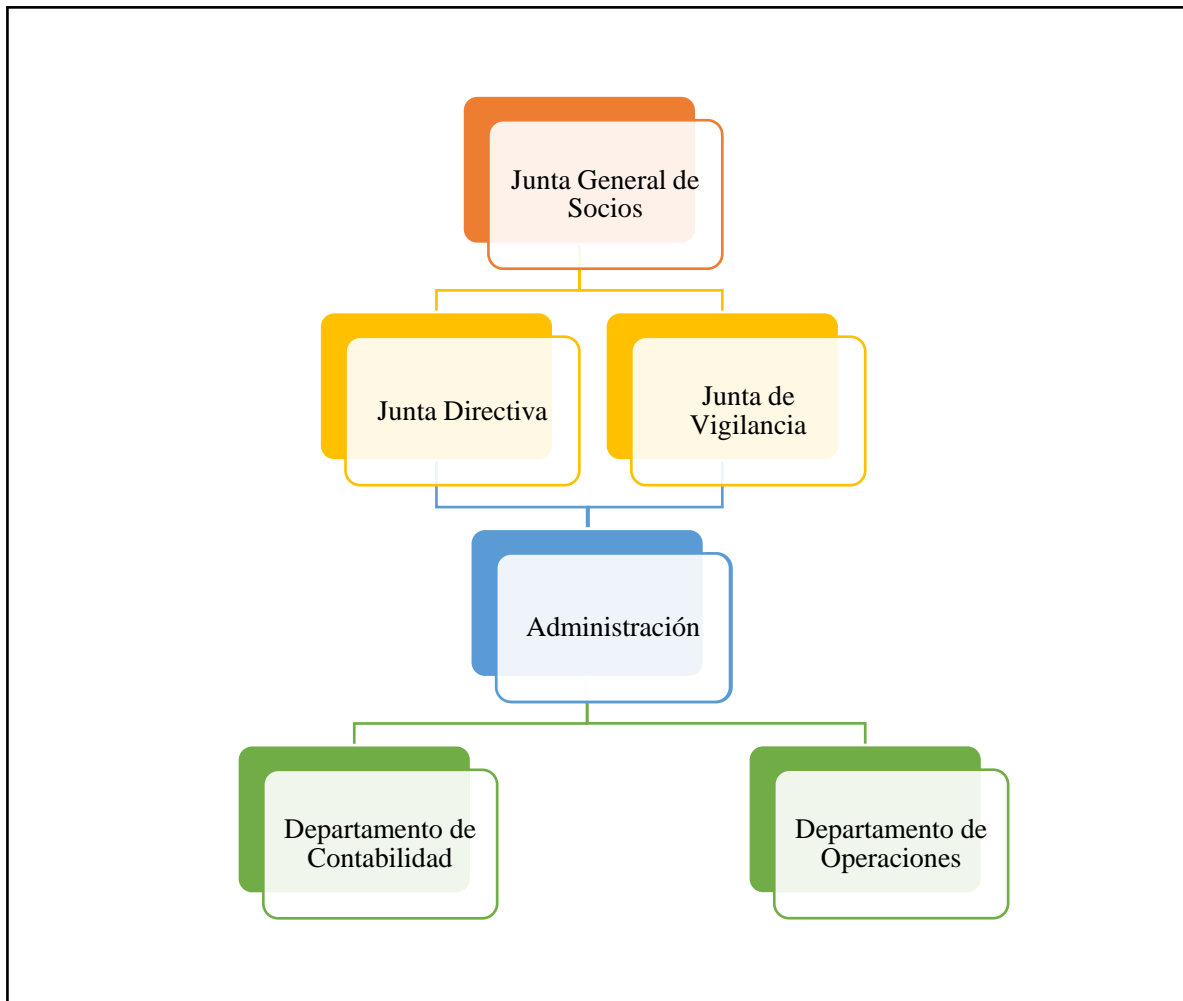 Junta General de
Socios
Junta Directiva
Junta de
Vigilancia
Administración
Departamento de
Contabilidad
Departamento de
Operaciones